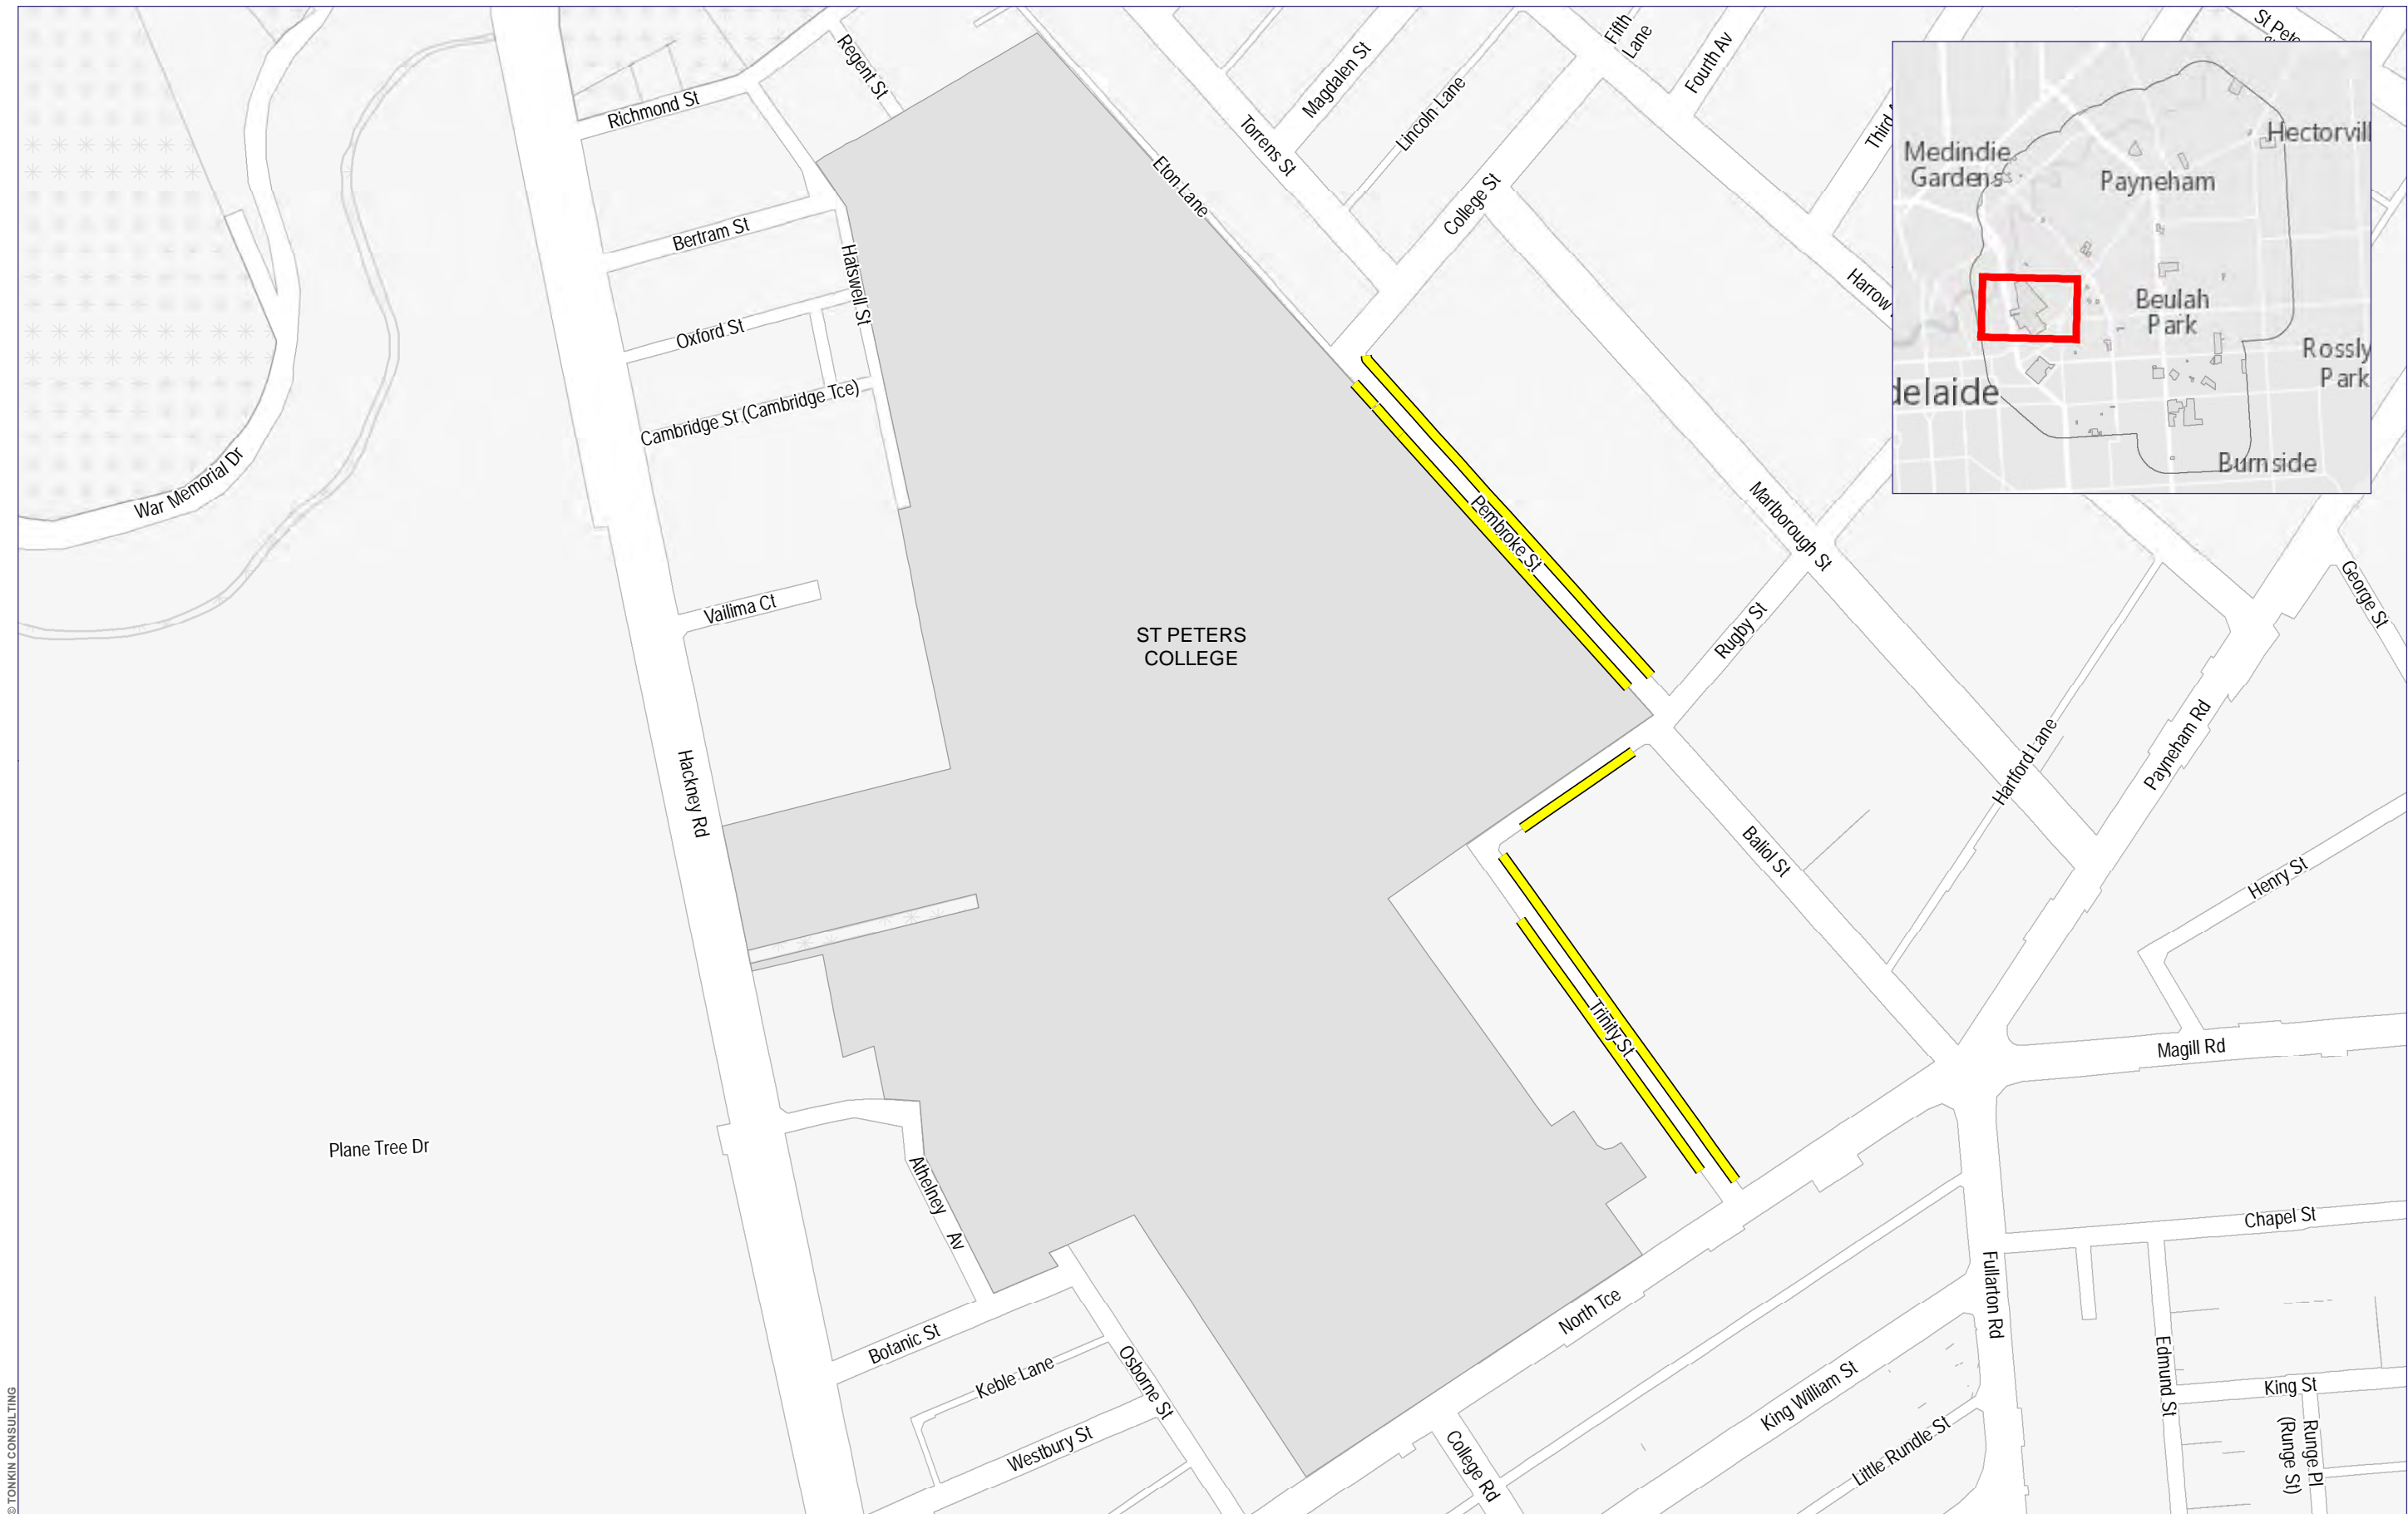 St Pete
Regent St
Richmond St
Magdalen St
Lincoln Lane
Fifth
Lane
Fourth Av
Torrens St
Eton Lane
College St
Bertram St
Hatswell St
Oxford St
Cambridge St (Cambridge Tce)
Harrow
War Memorial Dr
Medindie
Gardens
Hectorvill
Payneham
Beulah
Park
Rossly
Park
delaide
Burnside
Pembroke St
Marlborough St
George St
Vailima Ct
ST PETERS
COLLEGE
Rugby St
Hackney Rd
Hartford Lane
Payneham Rd
Baliol St
Henry St
Trinity St
Magill Rd
Plane Tree Dr
Athelney Av
Chapel St
Fullarton Rd
North Tce
Botanic St
Keble Lane
Osborne St
Westbury St
College Rd
King William St
Little Rundle St
Edmund St
King St
Runge Pl
(Runge St)
© TONKIN CONSULTING